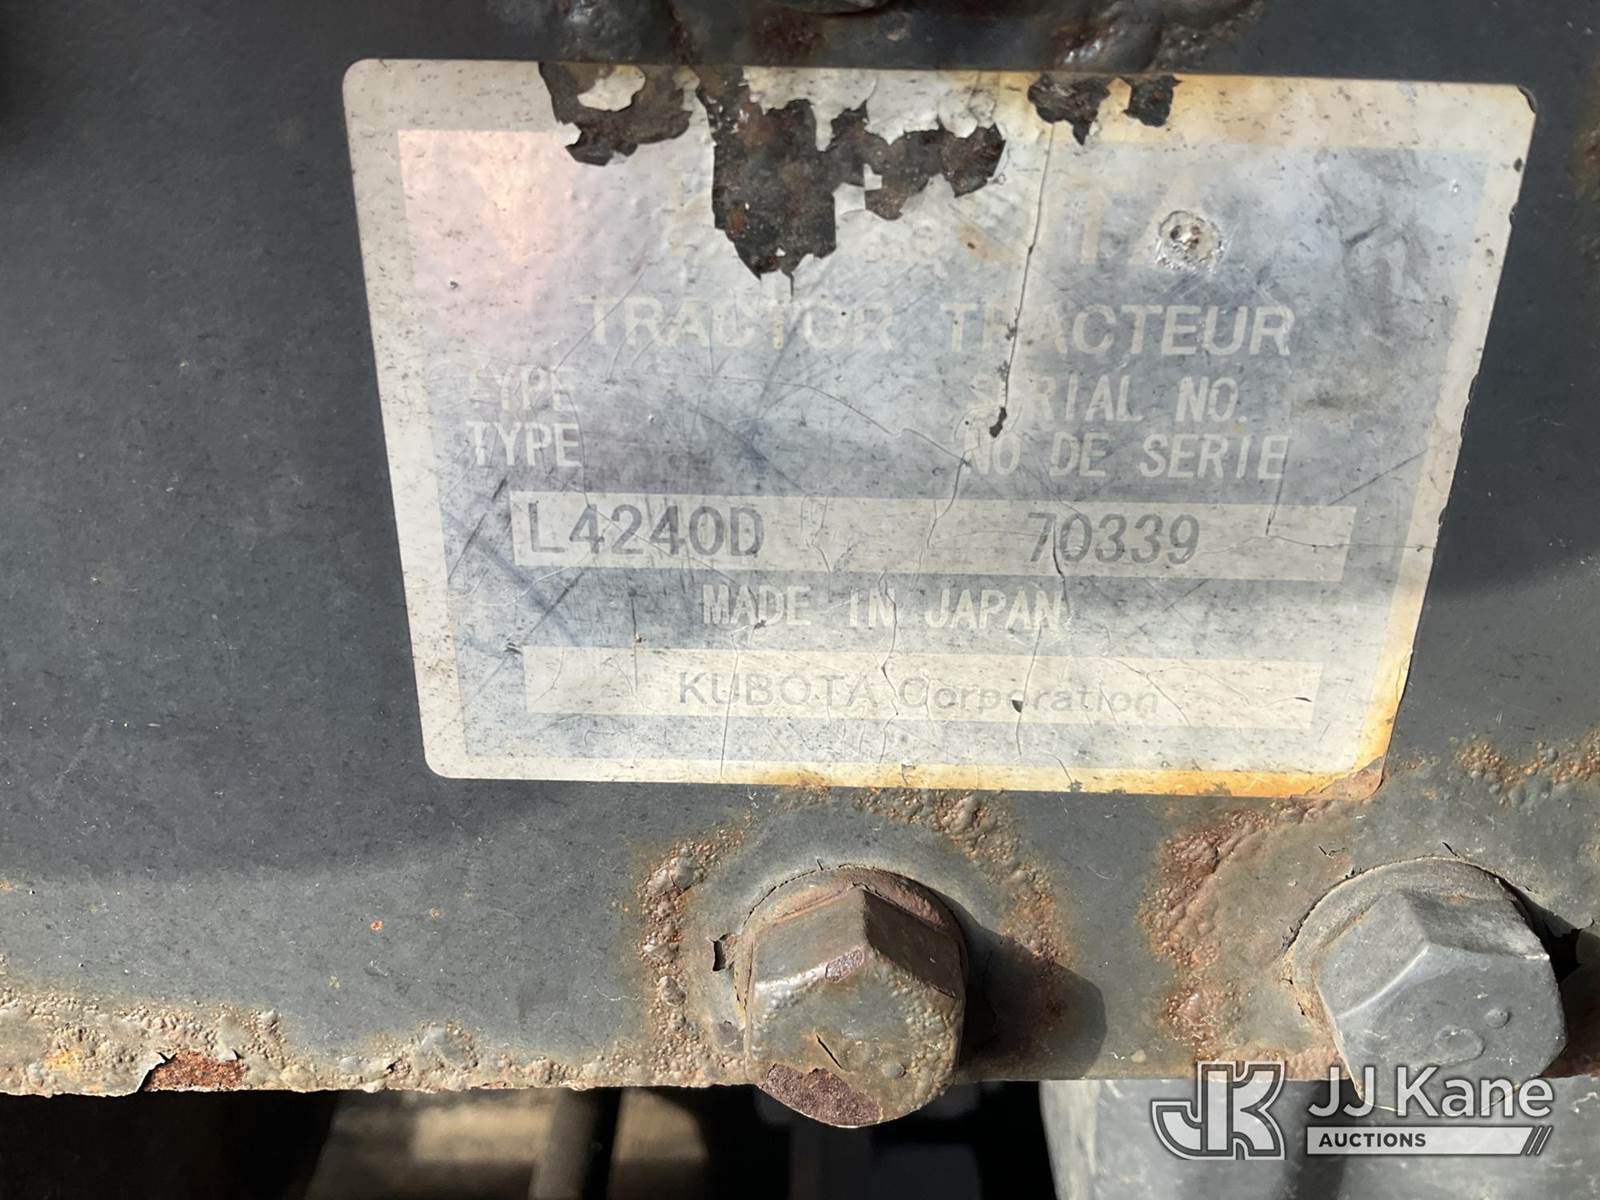 TRACTOR TRACTEUR
TYPE SERIAL NO.
TYPE NO DE SERIE
L4240D 70339
MADE IN JAPAN
KUBOTA Corporation
JJ Kane
AUCTIONS